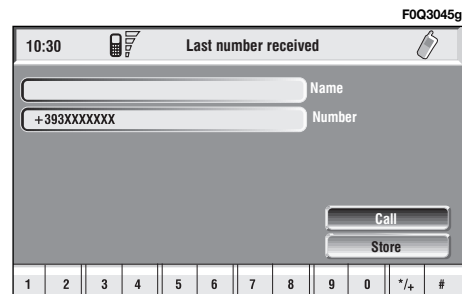 F0Q3045g
10:30 Last number received
Name
+393XXXXXXX Number
Call
Store
1 2 3 4 5 6 7 8 9 0 */+ #